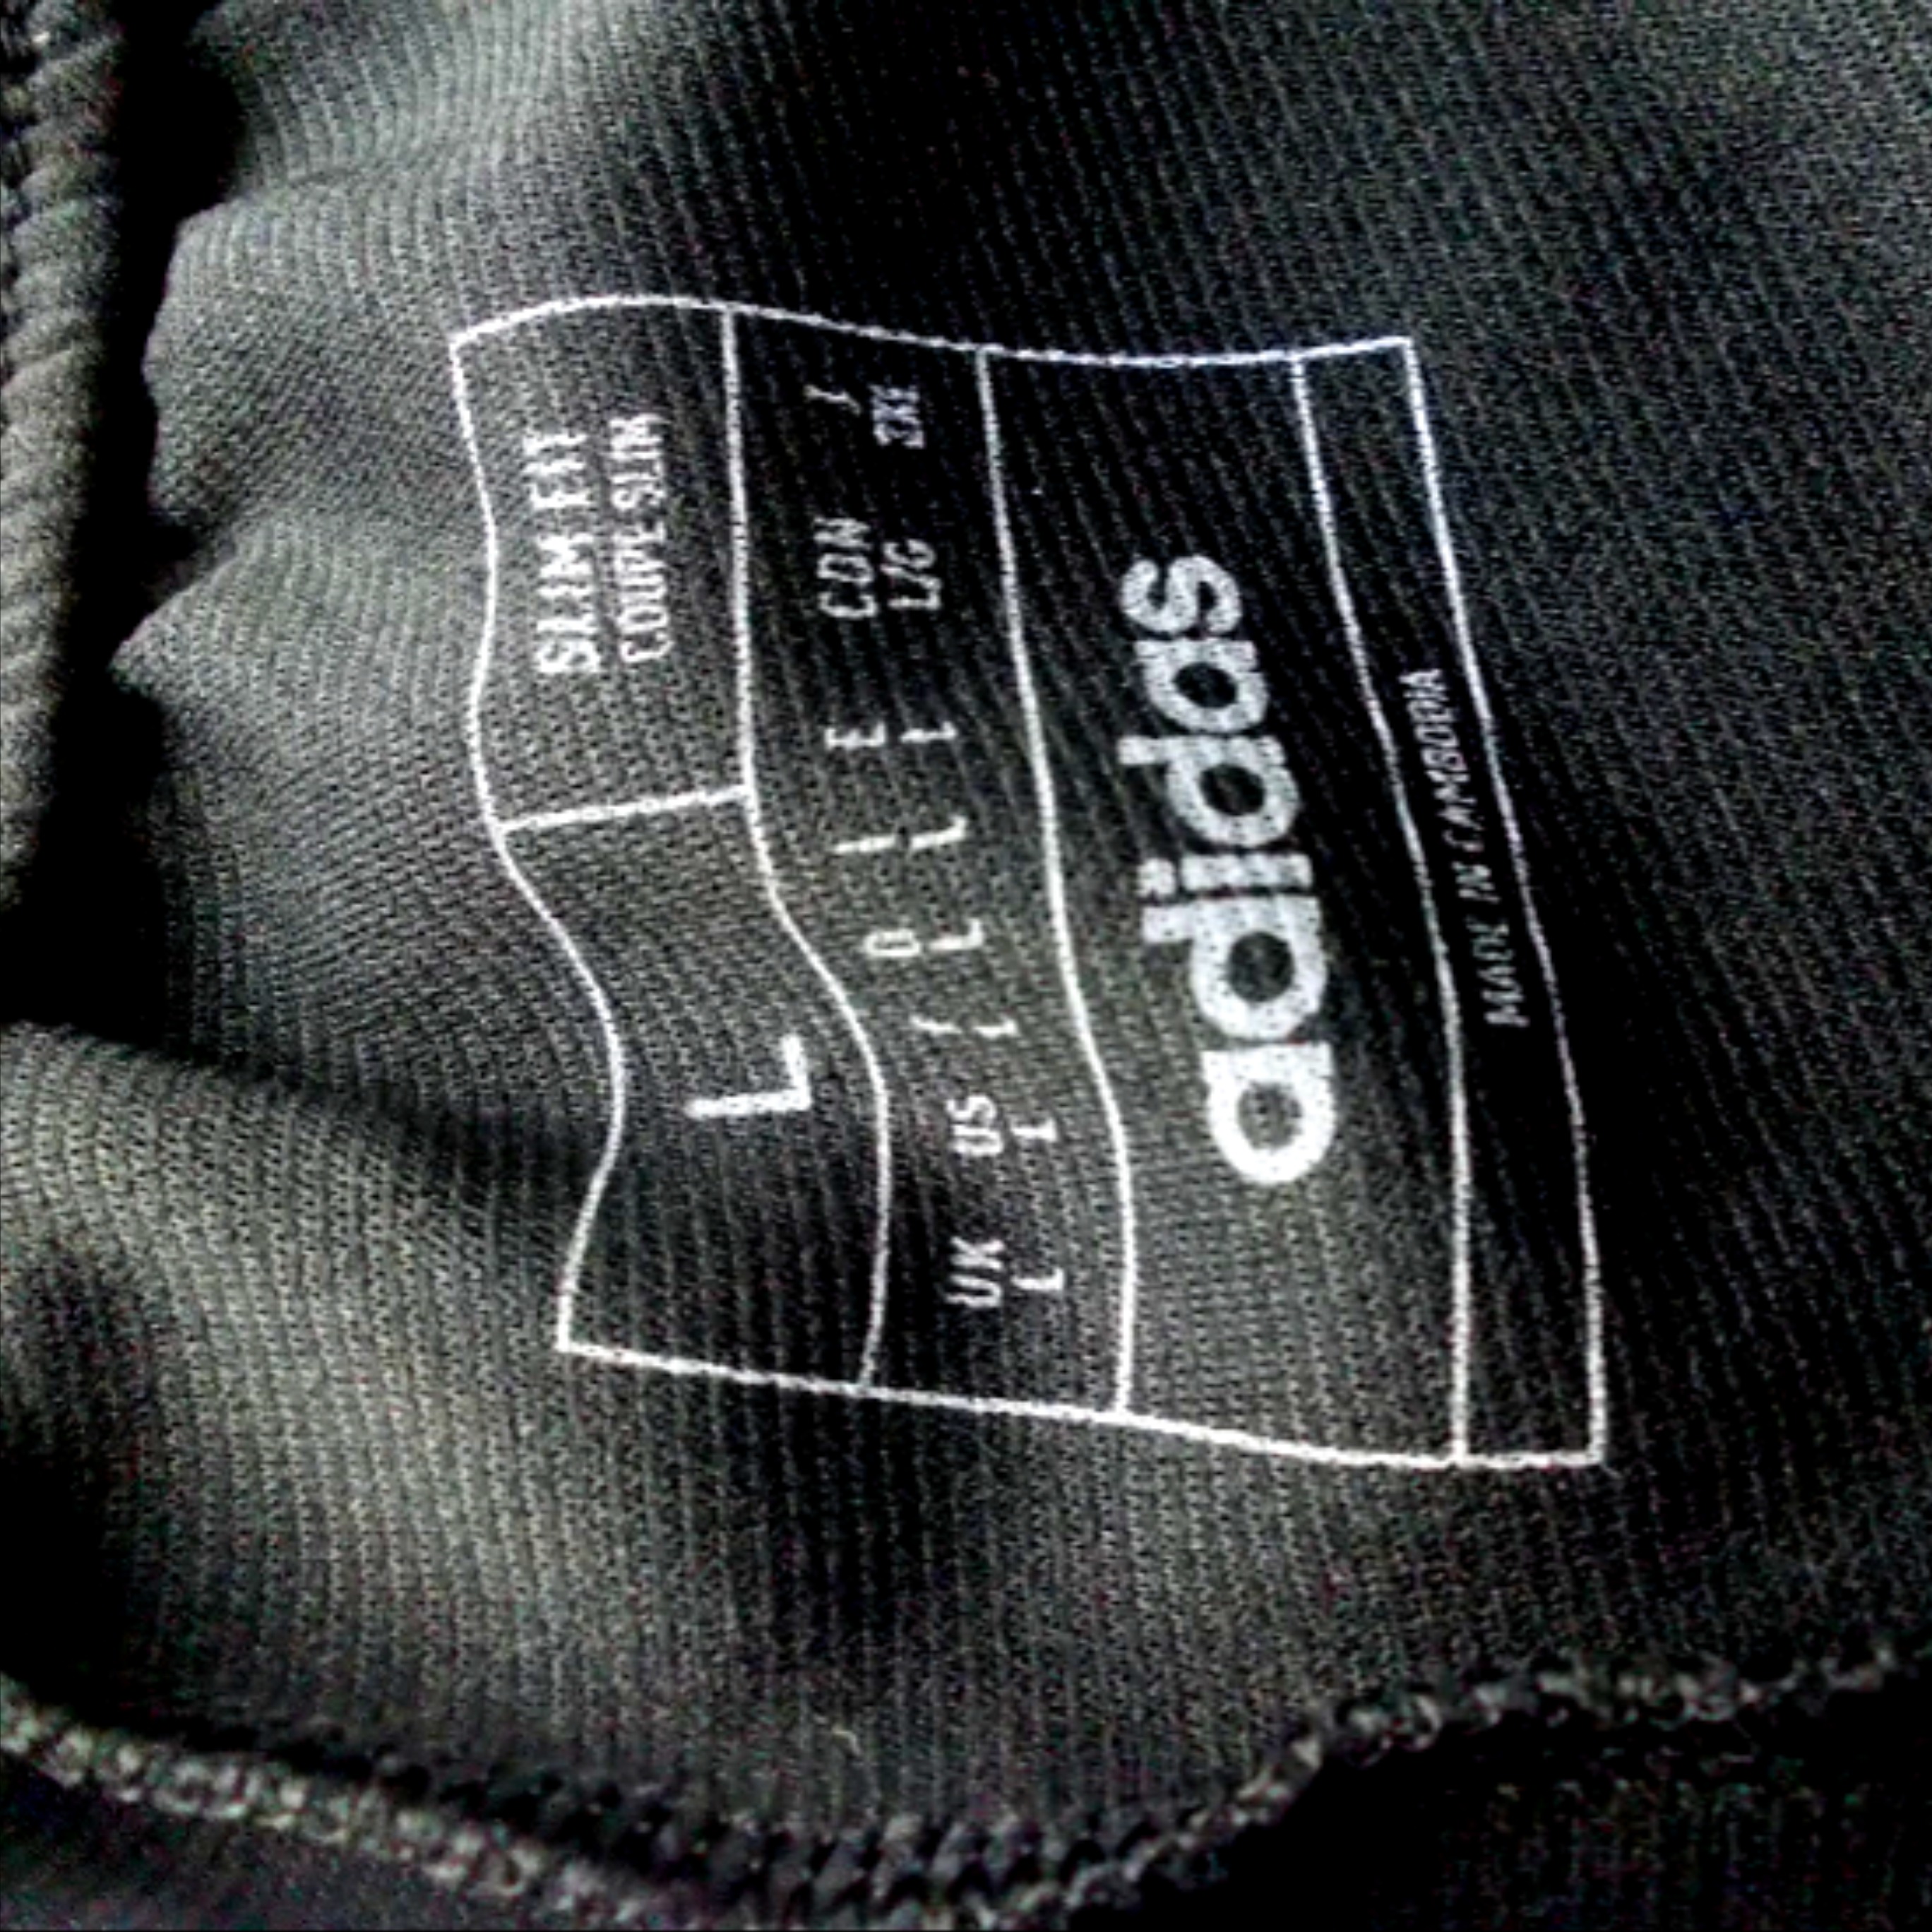 L
SLIM FIT
COUPE SLIM
UK US F D I E CDN J
L L L L L L L/G 2XL
adidas
MADE IN CAMBODIA